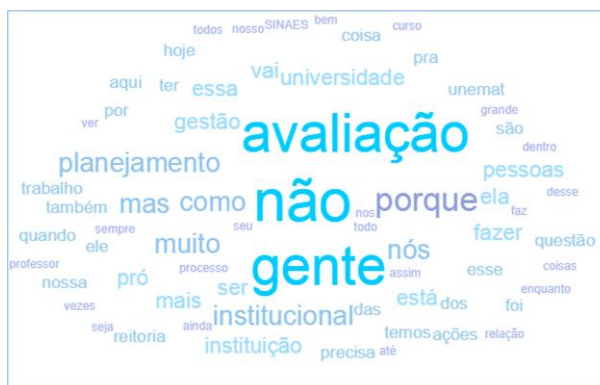 todos nosso SINAES bem curso
hoje coisa
vai universidade pra
aqui ter essa unemat
por gestão avaliação grande
ver são
planejamento dentro
pessoas
trabalho não porque ela desse
também mas como nos faz
quando sempre seu todo fazer
ele muito gente nós questão
professor processo assim esse coisas
nossa pró ser está enquanto
vezes mais das dos foi
seja ainda institucional temos ações relação
reitoria instituição precisa até